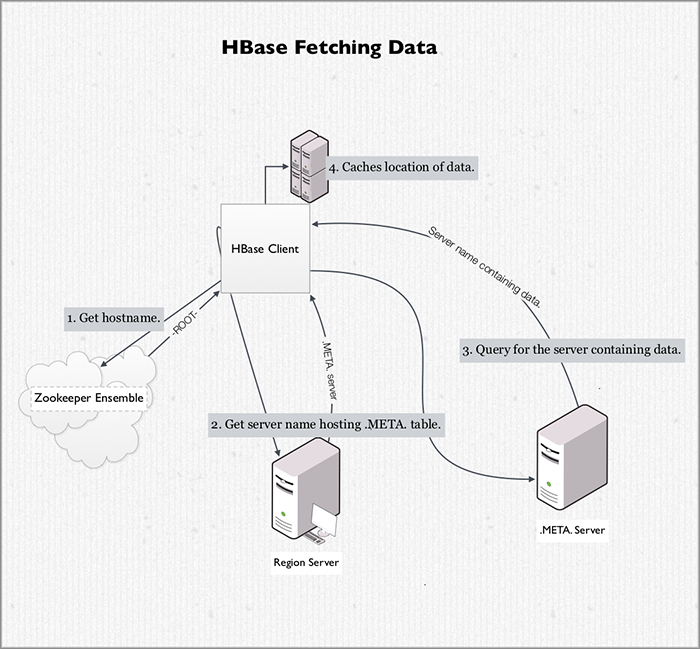 HBase Fetching Data
4. Caches location of data.
HBase Client
Server name containing data.
1. Get hostname.
-ROOT-
.META. server
3. Query for the server containing data.
Zookeeper Ensemble
2. Get server name hosting .META. table.
.META. Server
Region Server